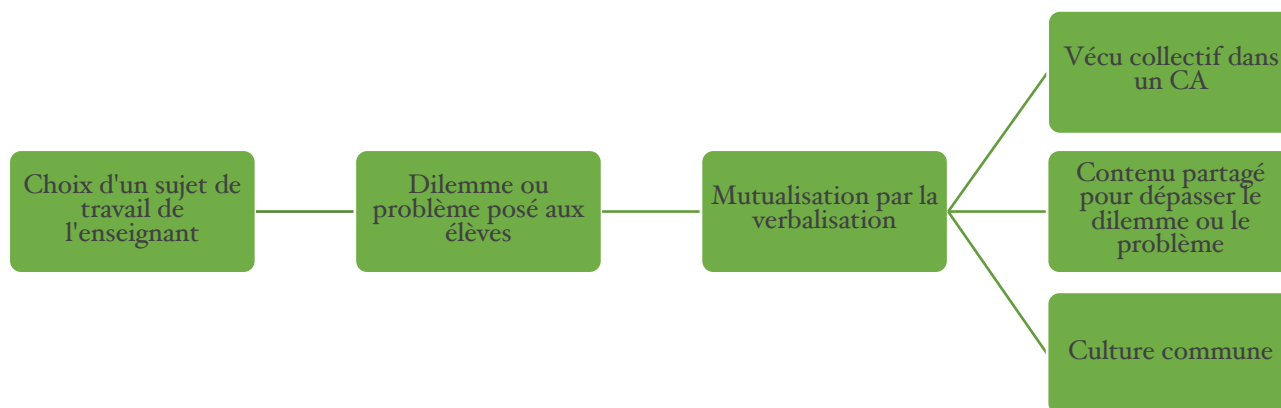 Choix d'un sujet de
travail de
l'enseignant
Dilemme ou
problème posé aux
élèves
Mutualisation par la
verbalisation
Vécu collectif dans
un CA
Contenu partagé
pour dépasser le
dilemme ou le
problème
Culture commune